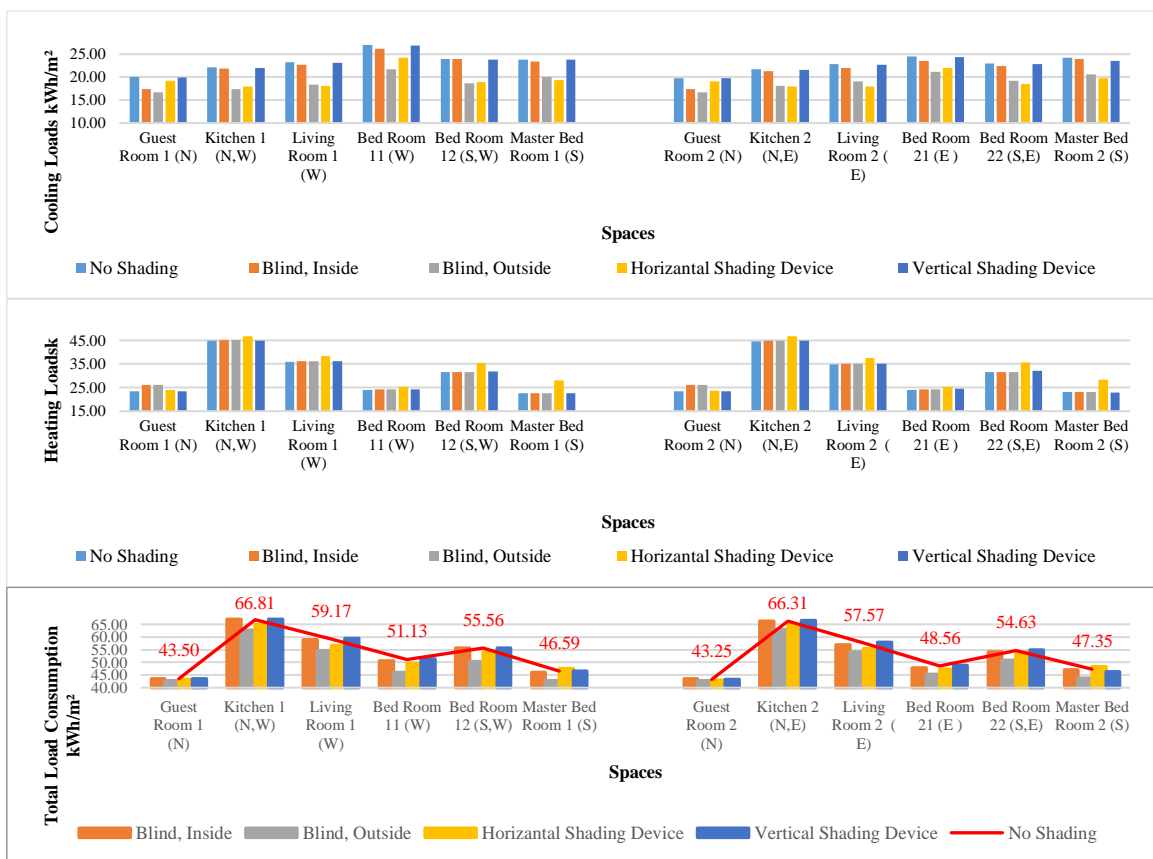 Cooling Loads kWh/m²
25.00
20.00
15.00
10.00
Guest Room 1 (N)
Kitchen 1 (N,W)
Living Room 1 (W)
Bed Room 11 (W)
Bed Room 12 (S,W)
Master Bed Room 1 (S)
Guest Room 2 (N)
Kitchen 2 (N,E)
Living Room 2 ( E)
Bed Room 21 (E )
Bed Room 22 (S,E)
Master Bed Room 2 (S)
Spaces
No Shading Blind, Inside Blind, Outside Horizantal Shading Device Vertical Shading Device
Heating Loadsk
45.00
35.00
25.00
15.00
Guest Room 1 (N)
Kitchen 1 (N,W)
Living Room 1 (W)
Bed Room 11 (W)
Bed Room 12 (S,W)
Master Bed Room 1 (S)
Guest Room 2 (N)
Kitchen 2 (N,E)
Living Room 2 ( E)
Bed Room 21 (E )
Bed Room 22 (S,E)
Master Bed Room 2 (S)
Spaces
No Shading Blind, Inside Blind, Outside Horizantal Shading Device Vertical Shading Device
Total Load Consumption kWh/m²
65.00
60.00
55.00
50.00
45.00
40.00
43.50
66.81
59.17
51.13
55.56
46.59
43.25
66.31
57.57
48.56
54.63
47.35
Guest Room 1 (N)
Kitchen 1 (N,W)
Living Room 1 (W)
Bed Room 11 (W)
Bed Room 12 (S,W)
Master Bed Room 1 (S)
Guest Room 2 (N)
Kitchen 2 (N,E)
Living Room 2 ( E)
Bed Room 21 (E )
Bed Room 22 (S,E)
Master Bed Room 2 (S)
Spaces
Blind, Inside Blind, Outside Horizantal Shading Device Vertical Shading Device No Shading